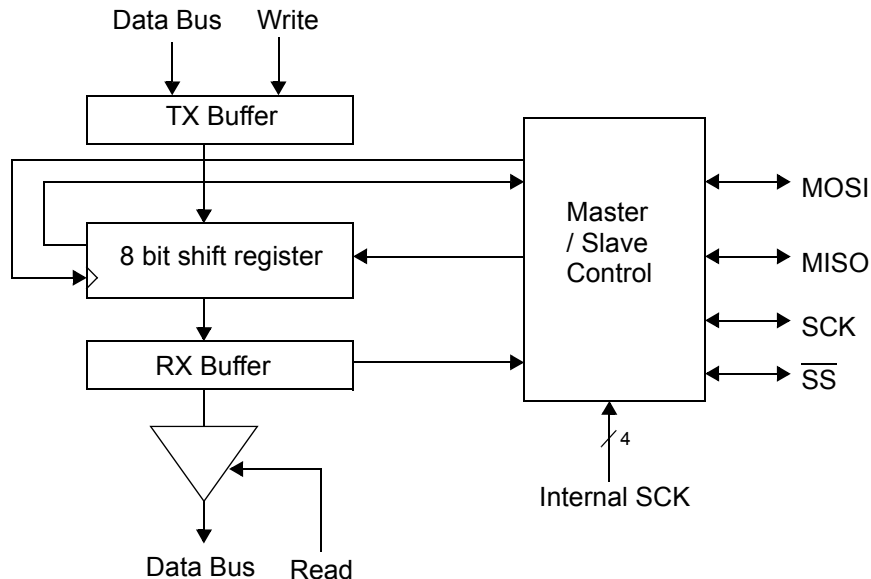 Data Bus
Write
TX Buffer
8 bit shift register
RX Buffer
Data Bus
Read
Master
/ Slave
Control
MOSI
MISO
SCK
S̅S̅
4
Internal SCK